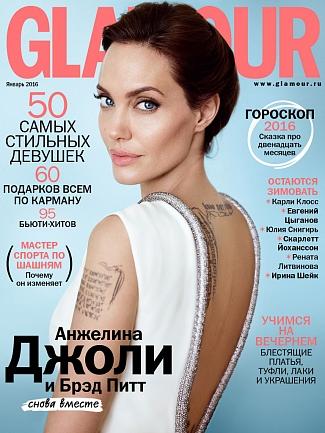 GLAMOUR
Январь 2016
www.glamour.ru
50
САМЫХ
СТИЛЬНЫХ
ДЕВУШЕК
60
ПОДАРКОВ ВСЕМ
ПО КАРМАНУ
95
БЬЮТИ-ХИТОВ
МАСТЕР
СПОРТА ПО
ШАШНЯМ
Почему
он изменяет
Анжелина
Джоли
и Брэд Питт
снова вместе
ГОРОСКОП
2016
Сказка про
двенадцать
месяцев
ОСТАЮТСЯ
ЗИМОВАТЬ
* Карли Клосс
* Евгений
Цыганов
* Юлия Снигирь
* Скарлетт
Йоханссон
* Рената
Литвинова
* Ирина Шейк
УЧИМСЯ
НА
ВЕЧЕРНЕМ
БЛЕСТЯЩИЕ
ПЛАТЬЯ,
ТУФЛИ, ЛАКИ
И УКРАШЕНИЯ